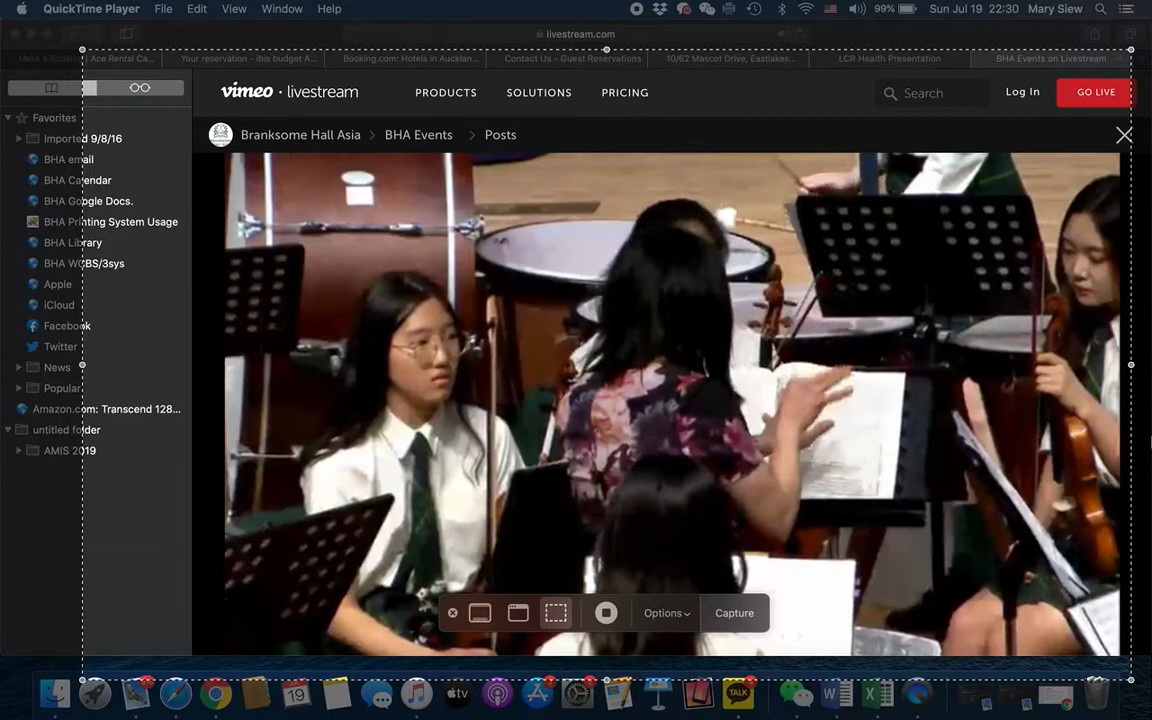 QuickTime Player File Edit View Window Help 99% Sun Jul 19 22:30 Mary Siew
livestream.com
Make a Booking | Ace Rental Ca... Your reservation - ibis budget A... Booking.com: Hotels in Aucklan... Contact Us - Guest Reservations 10/62 Mascot Drive, Eastlakes... LCR Health Presentation BHA Events on Livestream
vimeo · livestream PRODUCTS SOLUTIONS PRICING Search Log In GO LIVE
Favorites
Branksome Hall Asia > BHA Events > Posts
Imported 9/8/16
BHA email
BHA Calendar
BHA Google Docs.
BHA Printing System Usage
BHA Library
BHA WCBS/3sys
Apple
iCloud
Facebook
Twitter
News
Popular
Amazon.com: Transcend 128...
untitled folder
AMIS 2019
Options Capture
19
tv
TALK